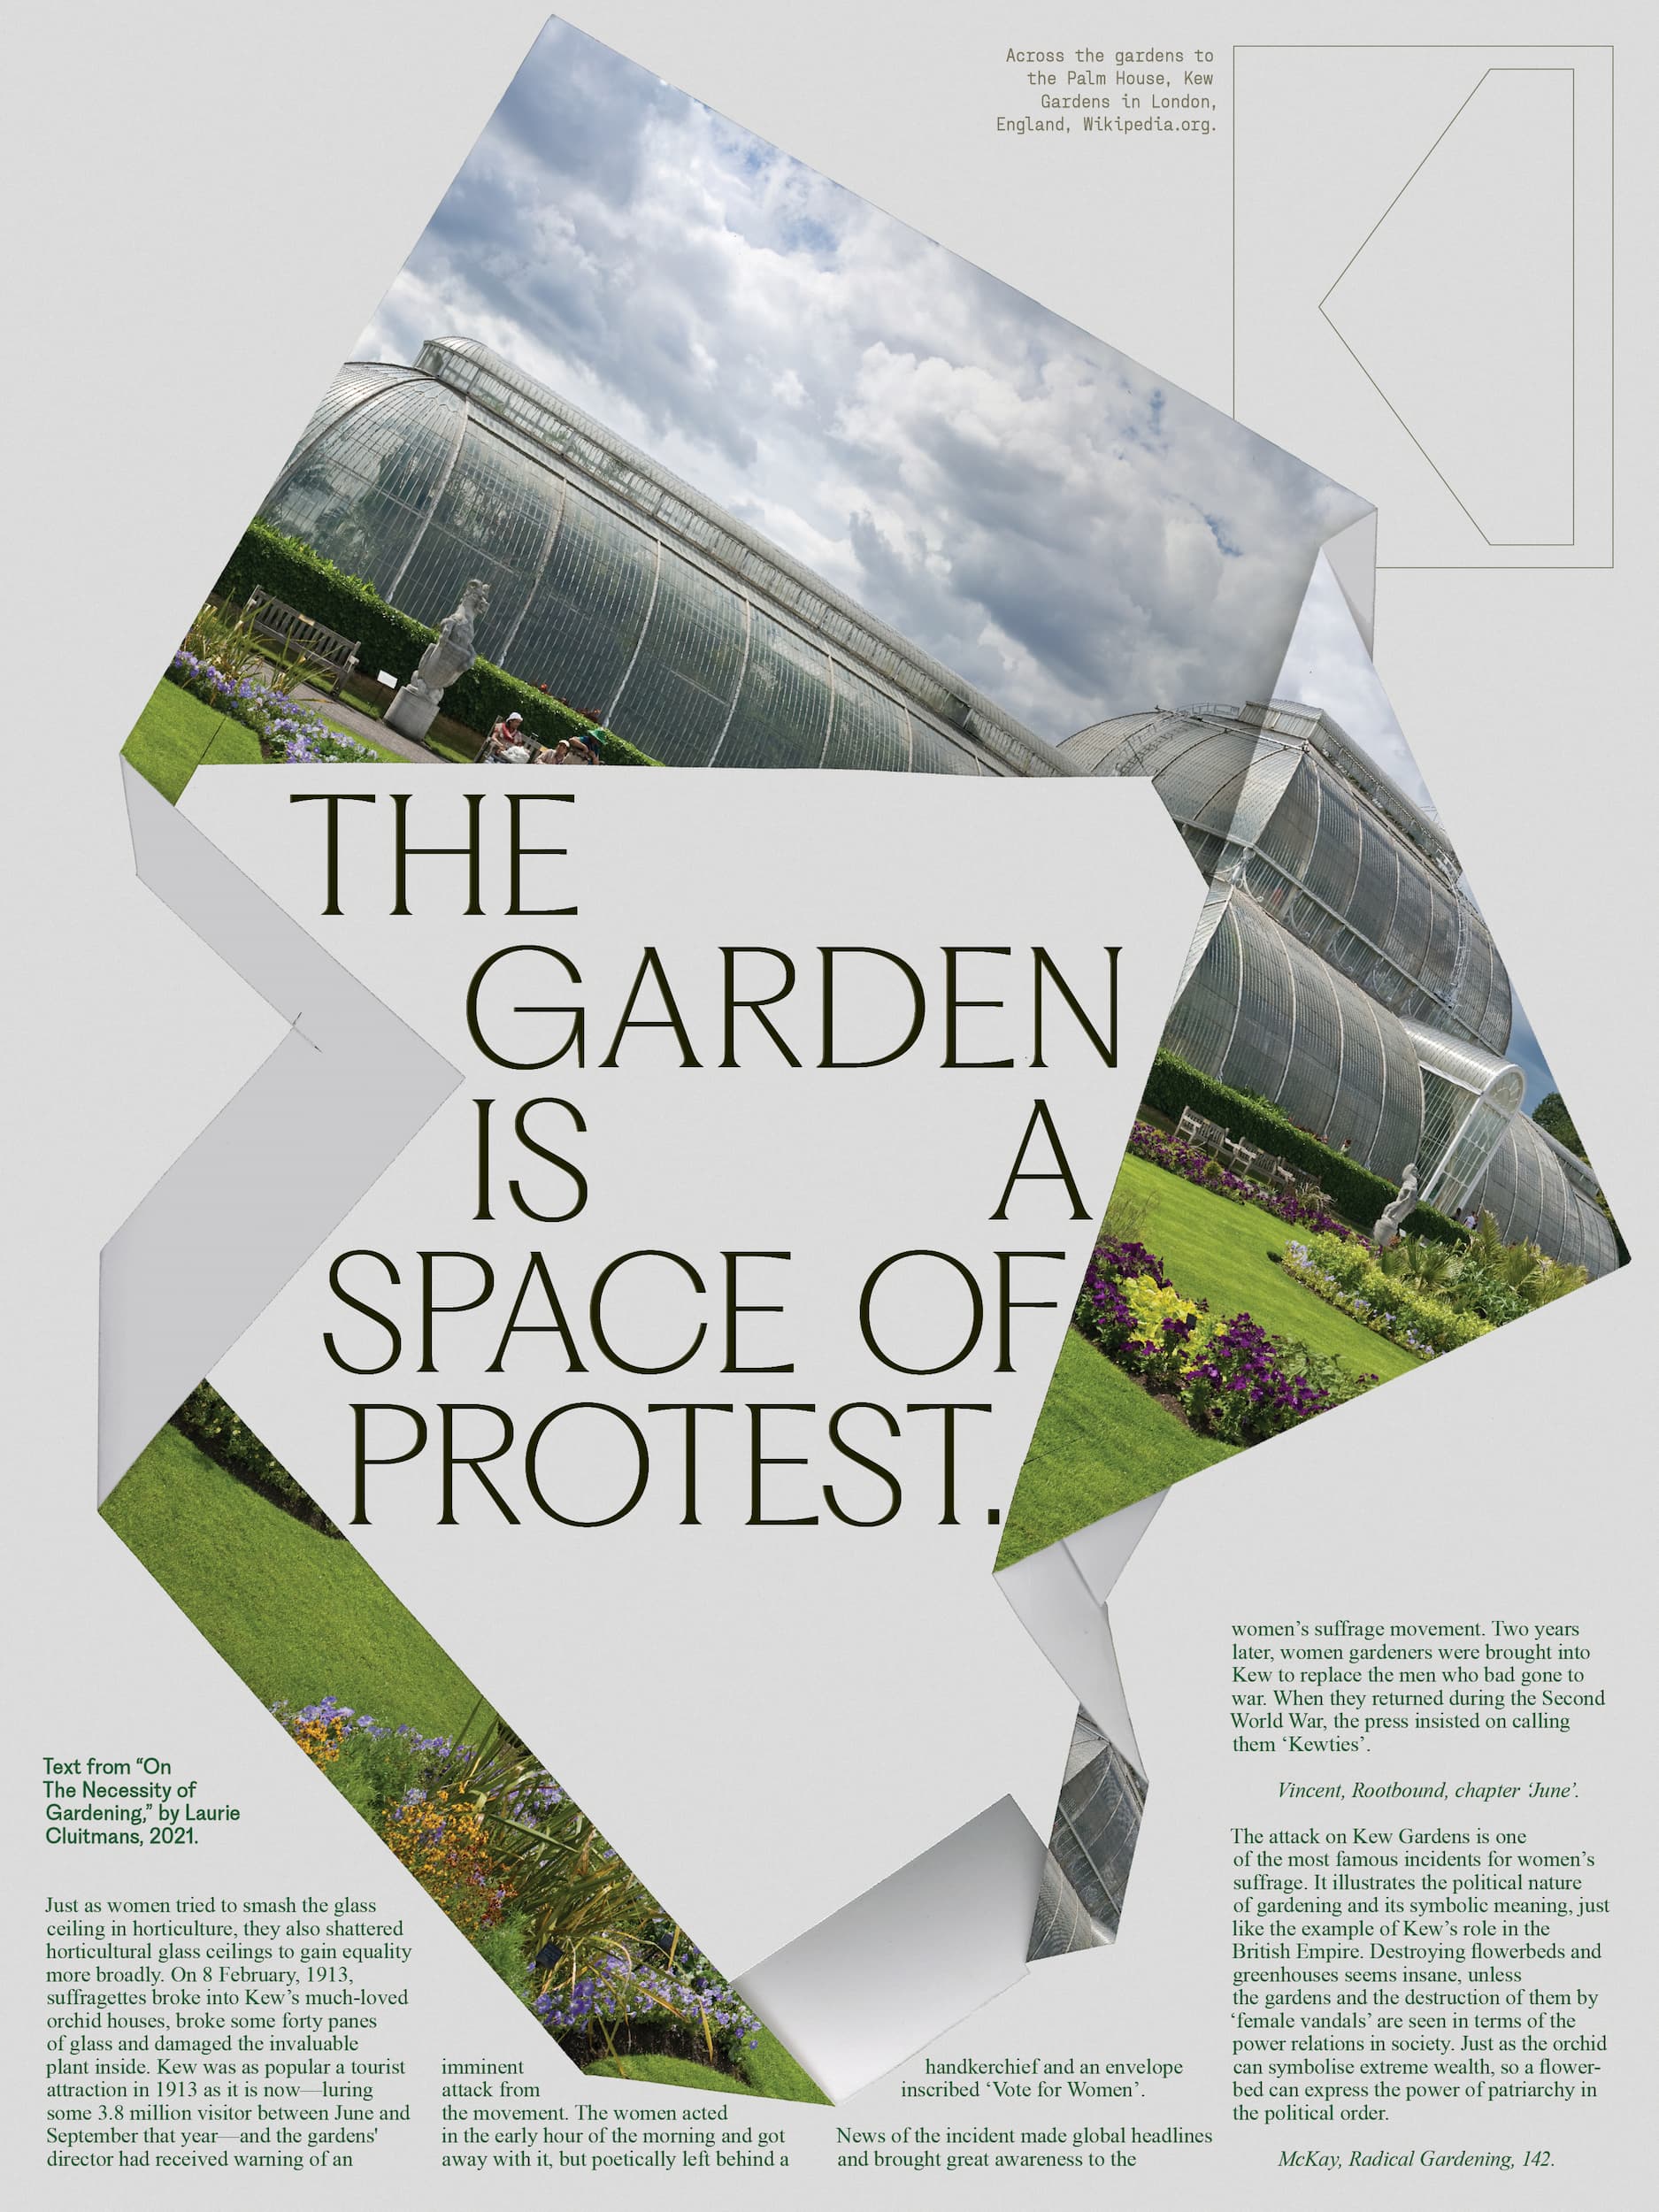 Across the gardens to
the Palm House, Kew
Gardens in London,
England, Wikipedia.org.
THE
GARDEN
IS A
SPACE OF
PROTEST.
Text from “On
The Necessity of
Gardening,” by Laurie
Cluitmans, 2021.
Just as women tried to smash the glass
ceiling in horticulture, they also shattered
horticultural glass ceilings to gain equality
more broadly. On 8 February, 1913,
suffragettes broke into Kew’s much-loved
orchid houses, broke some forty panes
of glass and damaged the invaluable
plant inside. Kew was as popular a tourist
attraction in 1913 as it is now—luring
some 3.8 million visitor between June and
September that year—and the gardens'
director had received warning of an
imminent
attack from
the movement. The women acted
in the early hour of the morning and got
away with it, but poetically left behind a
handkerchief and an envelope
inscribed ‘Vote for Women’.
News of the incident made global headlines
and brought great awareness to the
women’s suffrage movement. Two years
later, women gardeners were brought into
Kew to replace the men who bad gone to
war. When they returned during the Second
World War, the press insisted on calling
them ‘Kewties’.
Vincent, Rootbound, chapter ‘June’.
The attack on Kew Gardens is one
of the most famous incidents for women’s
suffrage. It illustrates the political nature
of gardening and its symbolic meaning, just
like the example of Kew’s role in the
British Empire. Destroying flowerbeds and
greenhouses seems insane, unless
the gardens and the destruction of them by
‘female vandals’ are seen in terms of the
power relations in society. Just as the orchid
can symbolise extreme wealth, so a flower-
bed can express the power of patriarchy in
the political order.
McKay, Radical Gardening, 142.